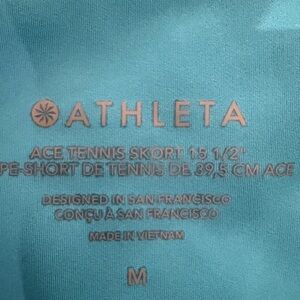 ATHLETA
ACE TENNIS SKORT 15 1/2"
PE-SHORT DE TENNIS DE 39,5 CM ACE
DESIGNED IN SAN FRANCISCO
CONÇU À SAN FRANCISCO
MADE IN VIETNAM
M